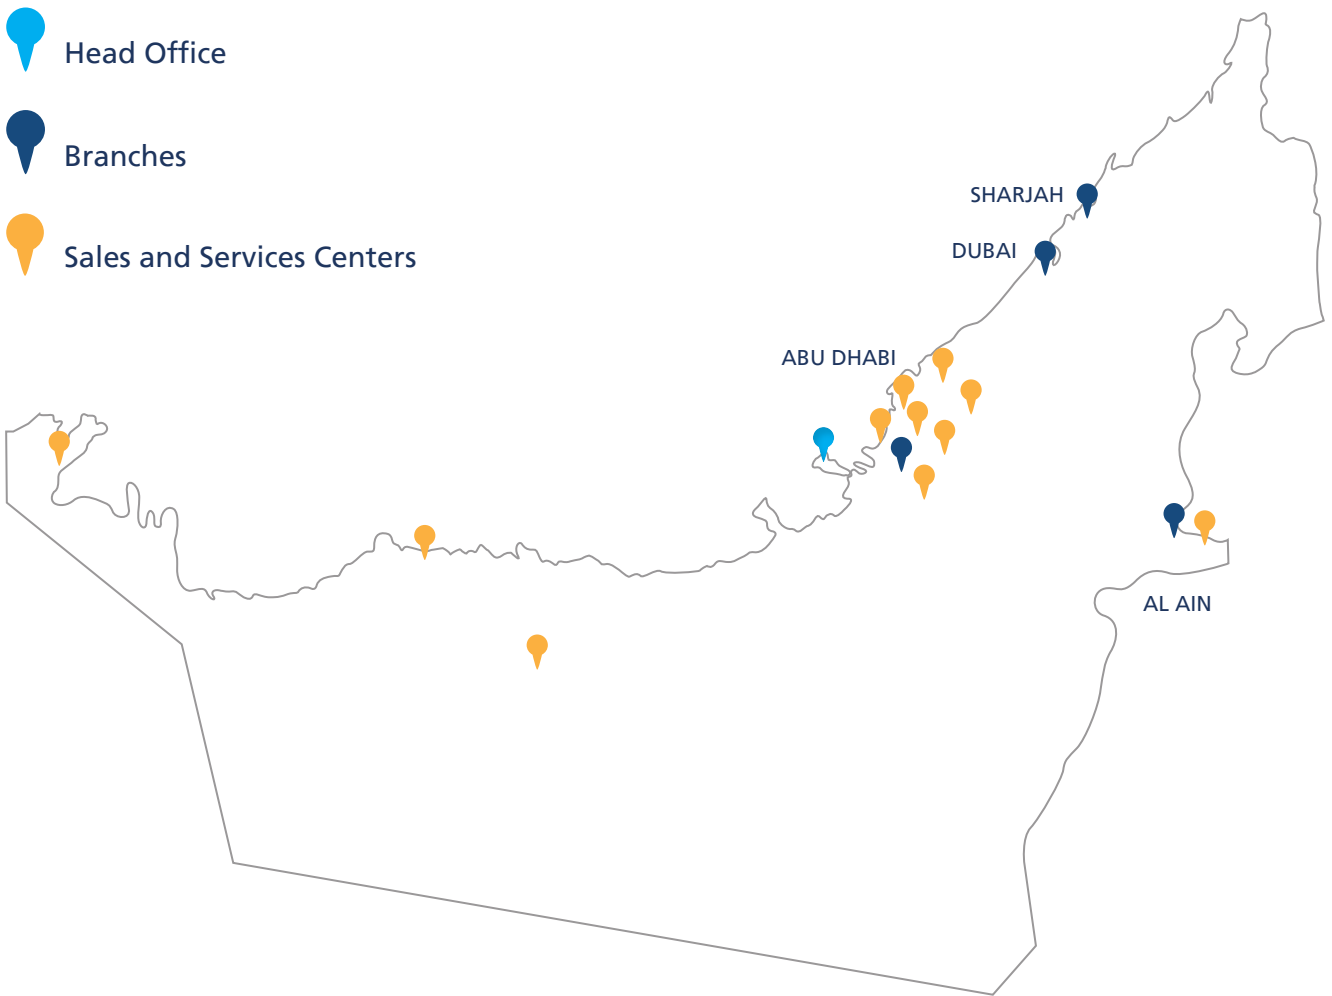 Head Office
Branches
Sales and Services Centers
SHARJAH
DUBAI
ABU DHABI
AL AIN